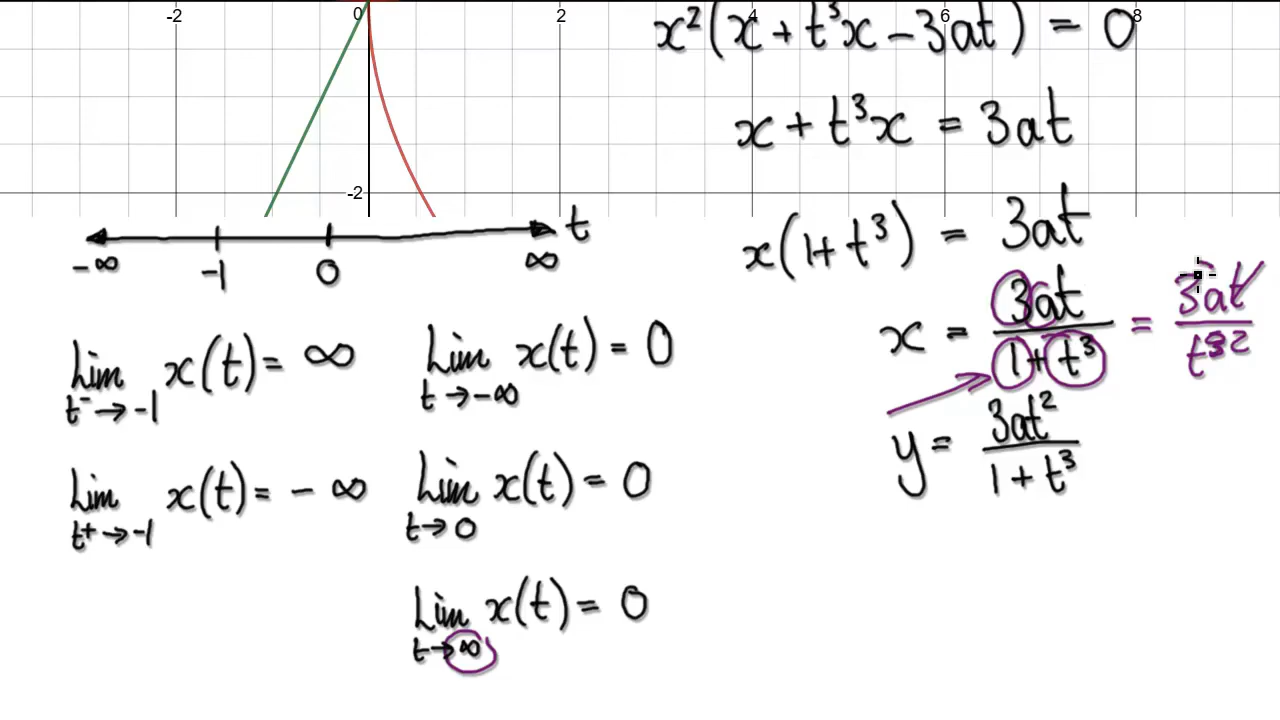 -2 0 2 4 6 8
-2
x²(x + t³x - 3at) = 0
x + t³x = 3at
x(1 + t³) = 3at
x = 3at / (1 + t³) = 3at / t³ ²
y = 3at² / (1 + t³)
t
-∞ -1 0 ∞
Lim t⁻→-1 x(t) = ∞
Lim t→-∞ x(t) = 0
Lim t⁺→-1 x(t) = -∞
Lim t→0 x(t) = 0
Lim t→∞ x(t) = 0